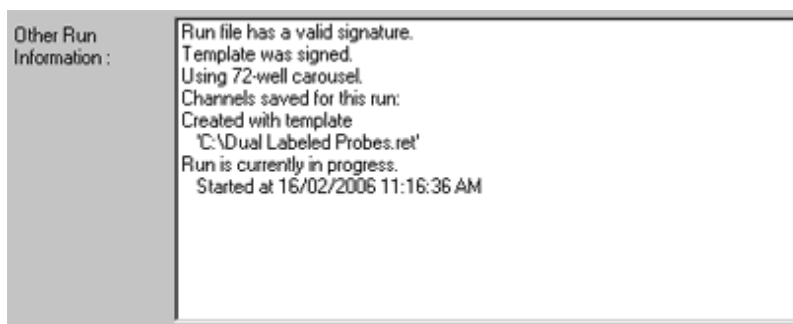 Other Run
Information :
Run file has a valid signature.
Template was signed.
Using 72-well carousel.
Channels saved for this run:
Created with template
'C:\Dual Labeled Probes.ret'
Run is currently in progress.
Started at 16/02/2006 11:16:36 AM